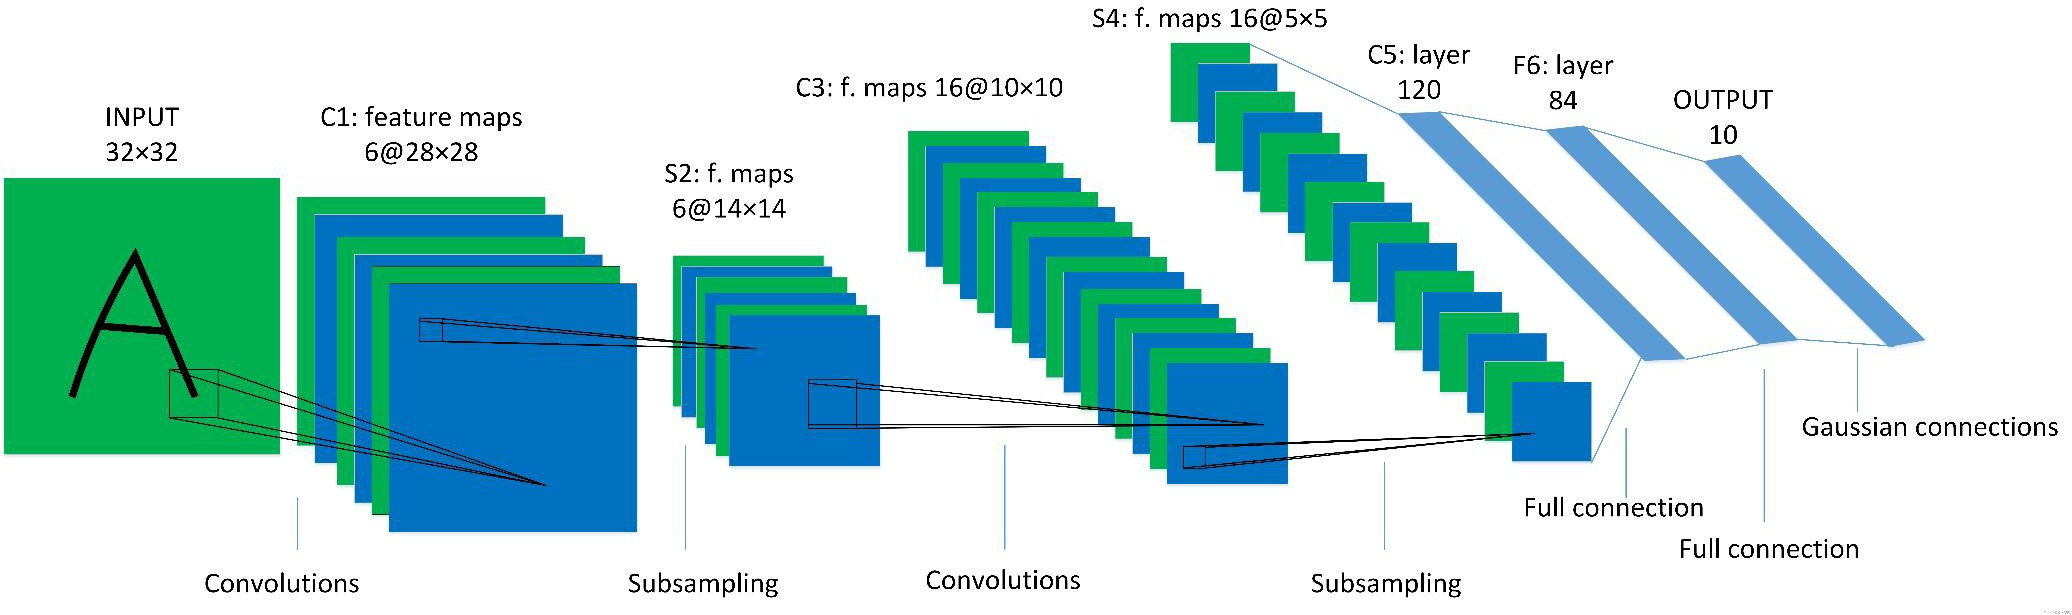 INPUT
32×32
C1: feature maps
6@28×28
S2: f. maps
6@14×14
C3: f. maps 16@10×10
S4: f. maps 16@5×5
C5: layer
120
F6: layer
84
OUTPUT
10
A
Convolutions
Subsampling
Convolutions
Subsampling
Full connection
Full connection
Gaussian connections